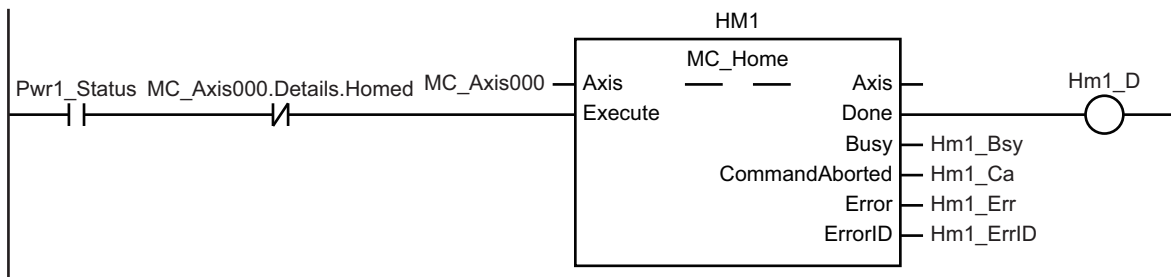 HM1
MC_Home
Pwr1_Status MC_Axis000.Details.Homed MC_Axis000 Axis Axis Hm1_D
Execute Done
Busy Hm1_Bsy
CommandAborted Hm1_Ca
Error Hm1_Err
ErrorID Hm1_ErrID